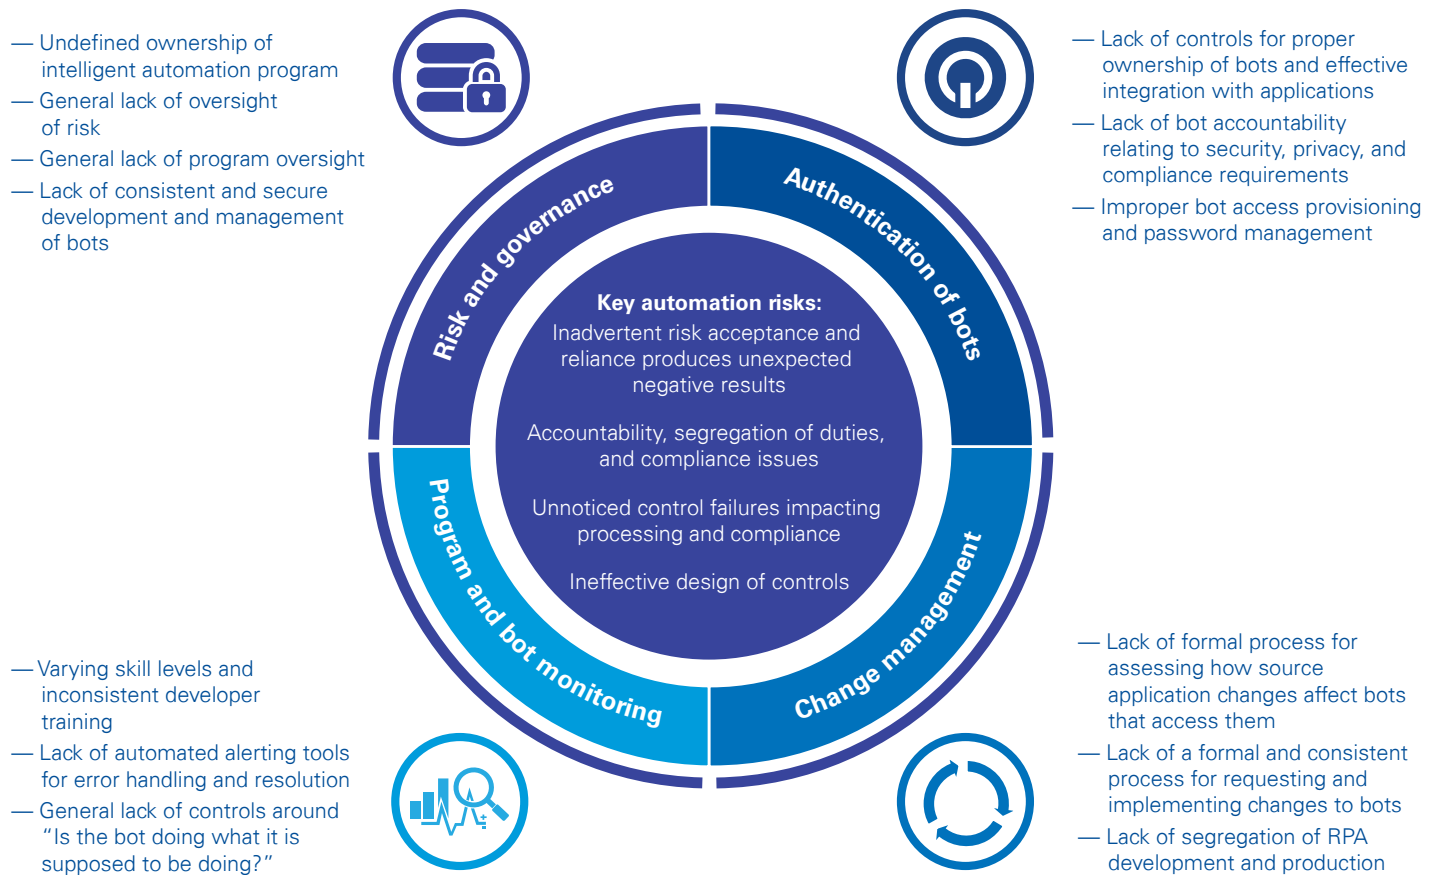 — Undefined ownership of
intelligent automation program
— General lack of oversight
of risk
— General lack of program oversight
— Lack of consistent and secure
development and management
of bots
— Lack of controls for proper
ownership of bots and effective
integration with applications
— Lack of bot accountability
relating to security, privacy, and
compliance requirements
— Improper bot access provisioning
and password management
Risk and governance
Authentication of bots
Key automation risks:
Inadvertent risk acceptance and
reliance produces unexpected
negative results
Accountability, segregation of duties,
and compliance issues
Unnoticed control failures impacting
processing and compliance
Ineffective design of controls
Program and bot monitoring
Change management
— Varying skill levels and
inconsistent developer
training
— Lack of automated alerting tools
for error handling and resolution
— General lack of controls around
“Is the bot doing what it is
supposed to be doing?”
— Lack of formal process for
assessing how source
application changes affect bots
that access them
— Lack of a formal and consistent
process for requesting and
implementing changes to bots
— Lack of segregation of RPA
development and production